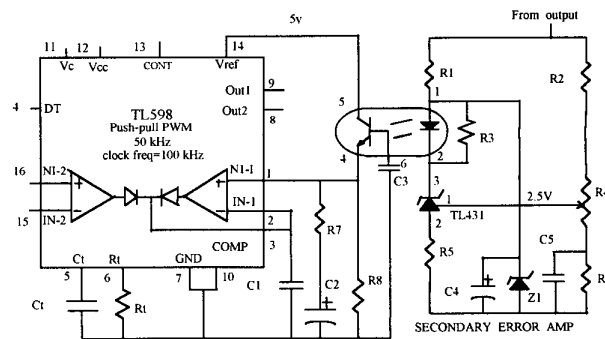 From output
5v
11
12
13
14
Vc
Vcc
CONT
Vref
R1
R2
1
9
Out1
4
DT
TL598
5
Out2
Push-pull PWM
8
50 kHz
clock freq=100 kHz
R3
2
4
6
C3
16
NI-2
N1-I
1
3
1
2.5V
TL431
15
IN-2
IN-1
2
2
R7
R5
C5
COMP
3
Ct
Rt
GND
5
6
7
10
C1
C2
R8
C4
Z1
Ct
Rt
SECONDARY ERROR AMP